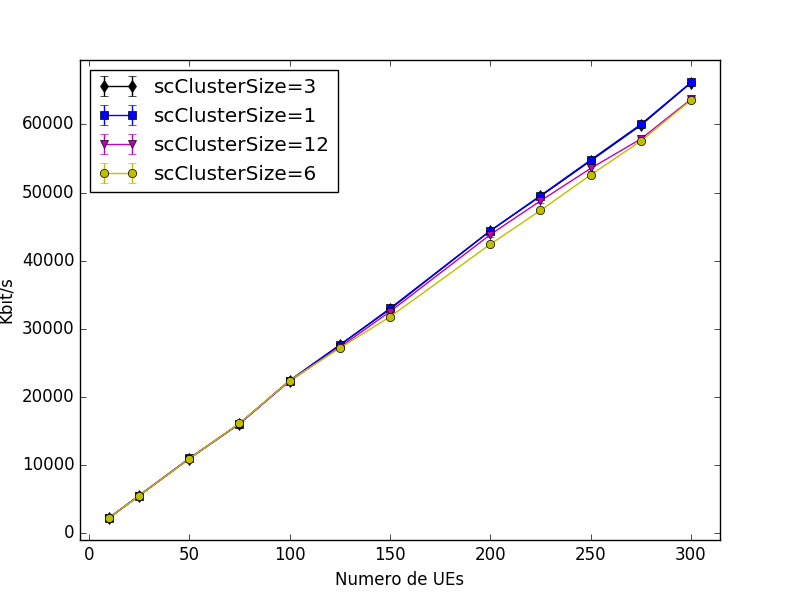 scClusterSize=3
scClusterSize=1
scClusterSize=12
scClusterSize=6
Kbit/s
60000
50000
40000
30000
20000
10000
0
0 50 100 150 200 250 300
Numero de UEs